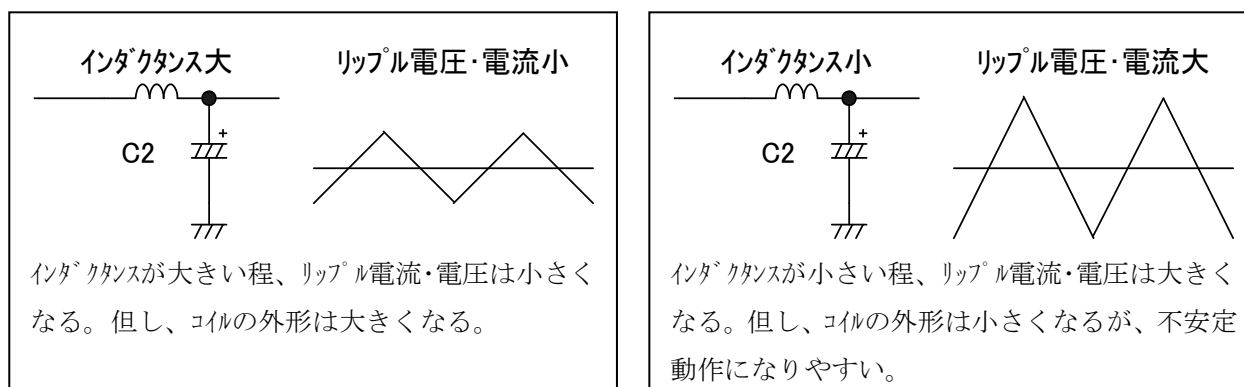 インダクタンス大 リップル電圧・電流小
+
C2
インダクタンスが大きい程、リップル電流・電圧は小さく
なる。但し、コイルの外形は大きくなる。
インダクタンス小 リップル電圧・電流大
+
C2
インダクタンスが小さい程、リップル電流・電圧は大きく
なる。但し、コイルの外形は小さくなるが、不安定
動作になりやすい。